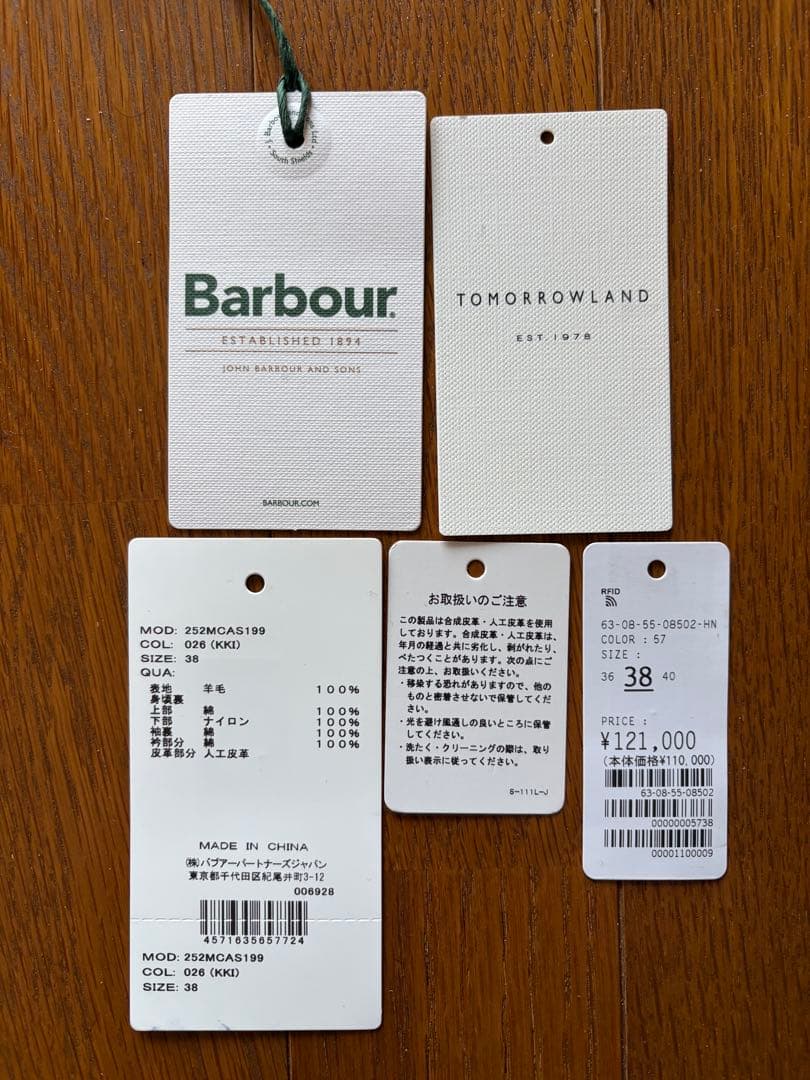 South Shields
Barbour
ESTABLISHED 1894
JOHN BARBOUR AND SONS
BARBOUR.COM
TOMORROWLAND
EST. 1978
MOD: 252MCAS199
COL: 026 (KKI)
SIZE: 38
QUA:
表地 羊毛 100%
身頃裏
上部 綿 100%
下部 ナイロン 100%
袖裏 綿 100%
衿部分 綿 100%
皮革部分 人工皮革
MADE IN CHINA
(株)バブアーパートナーズジャパン
東京都千代田区紀尾井町3-12
006928
4571635657724
MOD: 252MCAS199
COL: 026 (KKI)
SIZE: 38
お取扱いのご注意
この製品は合成皮革・人工皮革を使用
しております。合成皮革・人工皮革は、
年月の経過と共に劣化し、剥がれたり、
べたつくことがあります。次の点にご
注意の上、お取扱いください。
・移染する恐れがありますので、他の
ものと密着させないで保管してくだ
さい。
・光を避け風通しの良いところに保管
してください。
・洗たく・クリーニングの際は、取り
扱い表示に従ってください。
S-111L-J
RFID
63-08-55-08502-HN
COLOR : 57
SIZE :
36 38 40
PRICE :
¥121,000
(本体価格¥110,000)
63-08-55-08502
00000005738
00001100009